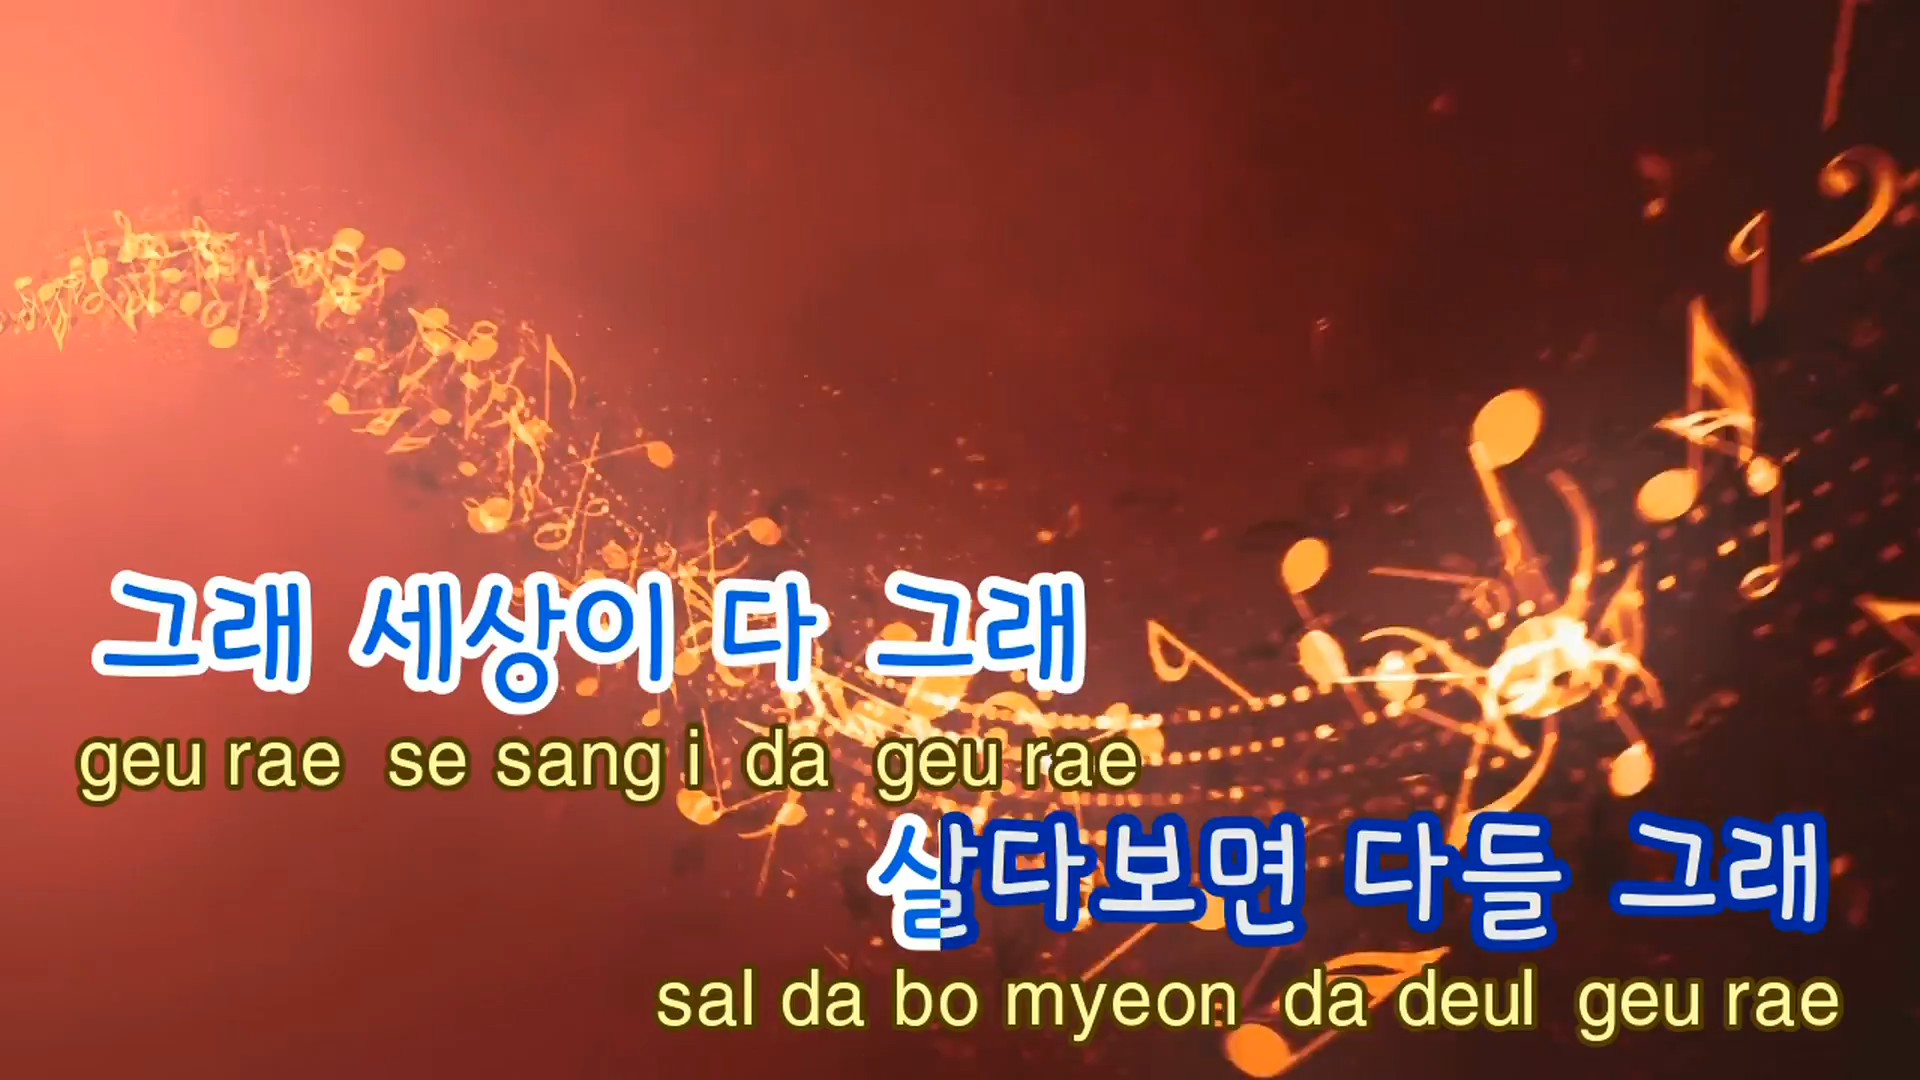 그래 세상이 다 그래
geu rae se sang i da geu rae
살다보면 다들 그래
sal da bo myeon da deul geu rae